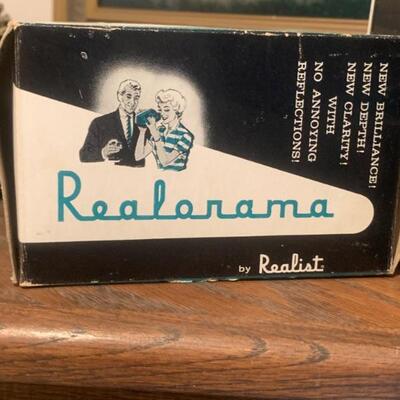 NEW BRILLIANCE!
NEW DEPTH!
NEW CLARITY!
WITH
NO ANNOYING
REFLECTIONS!
Realorama
by Realist